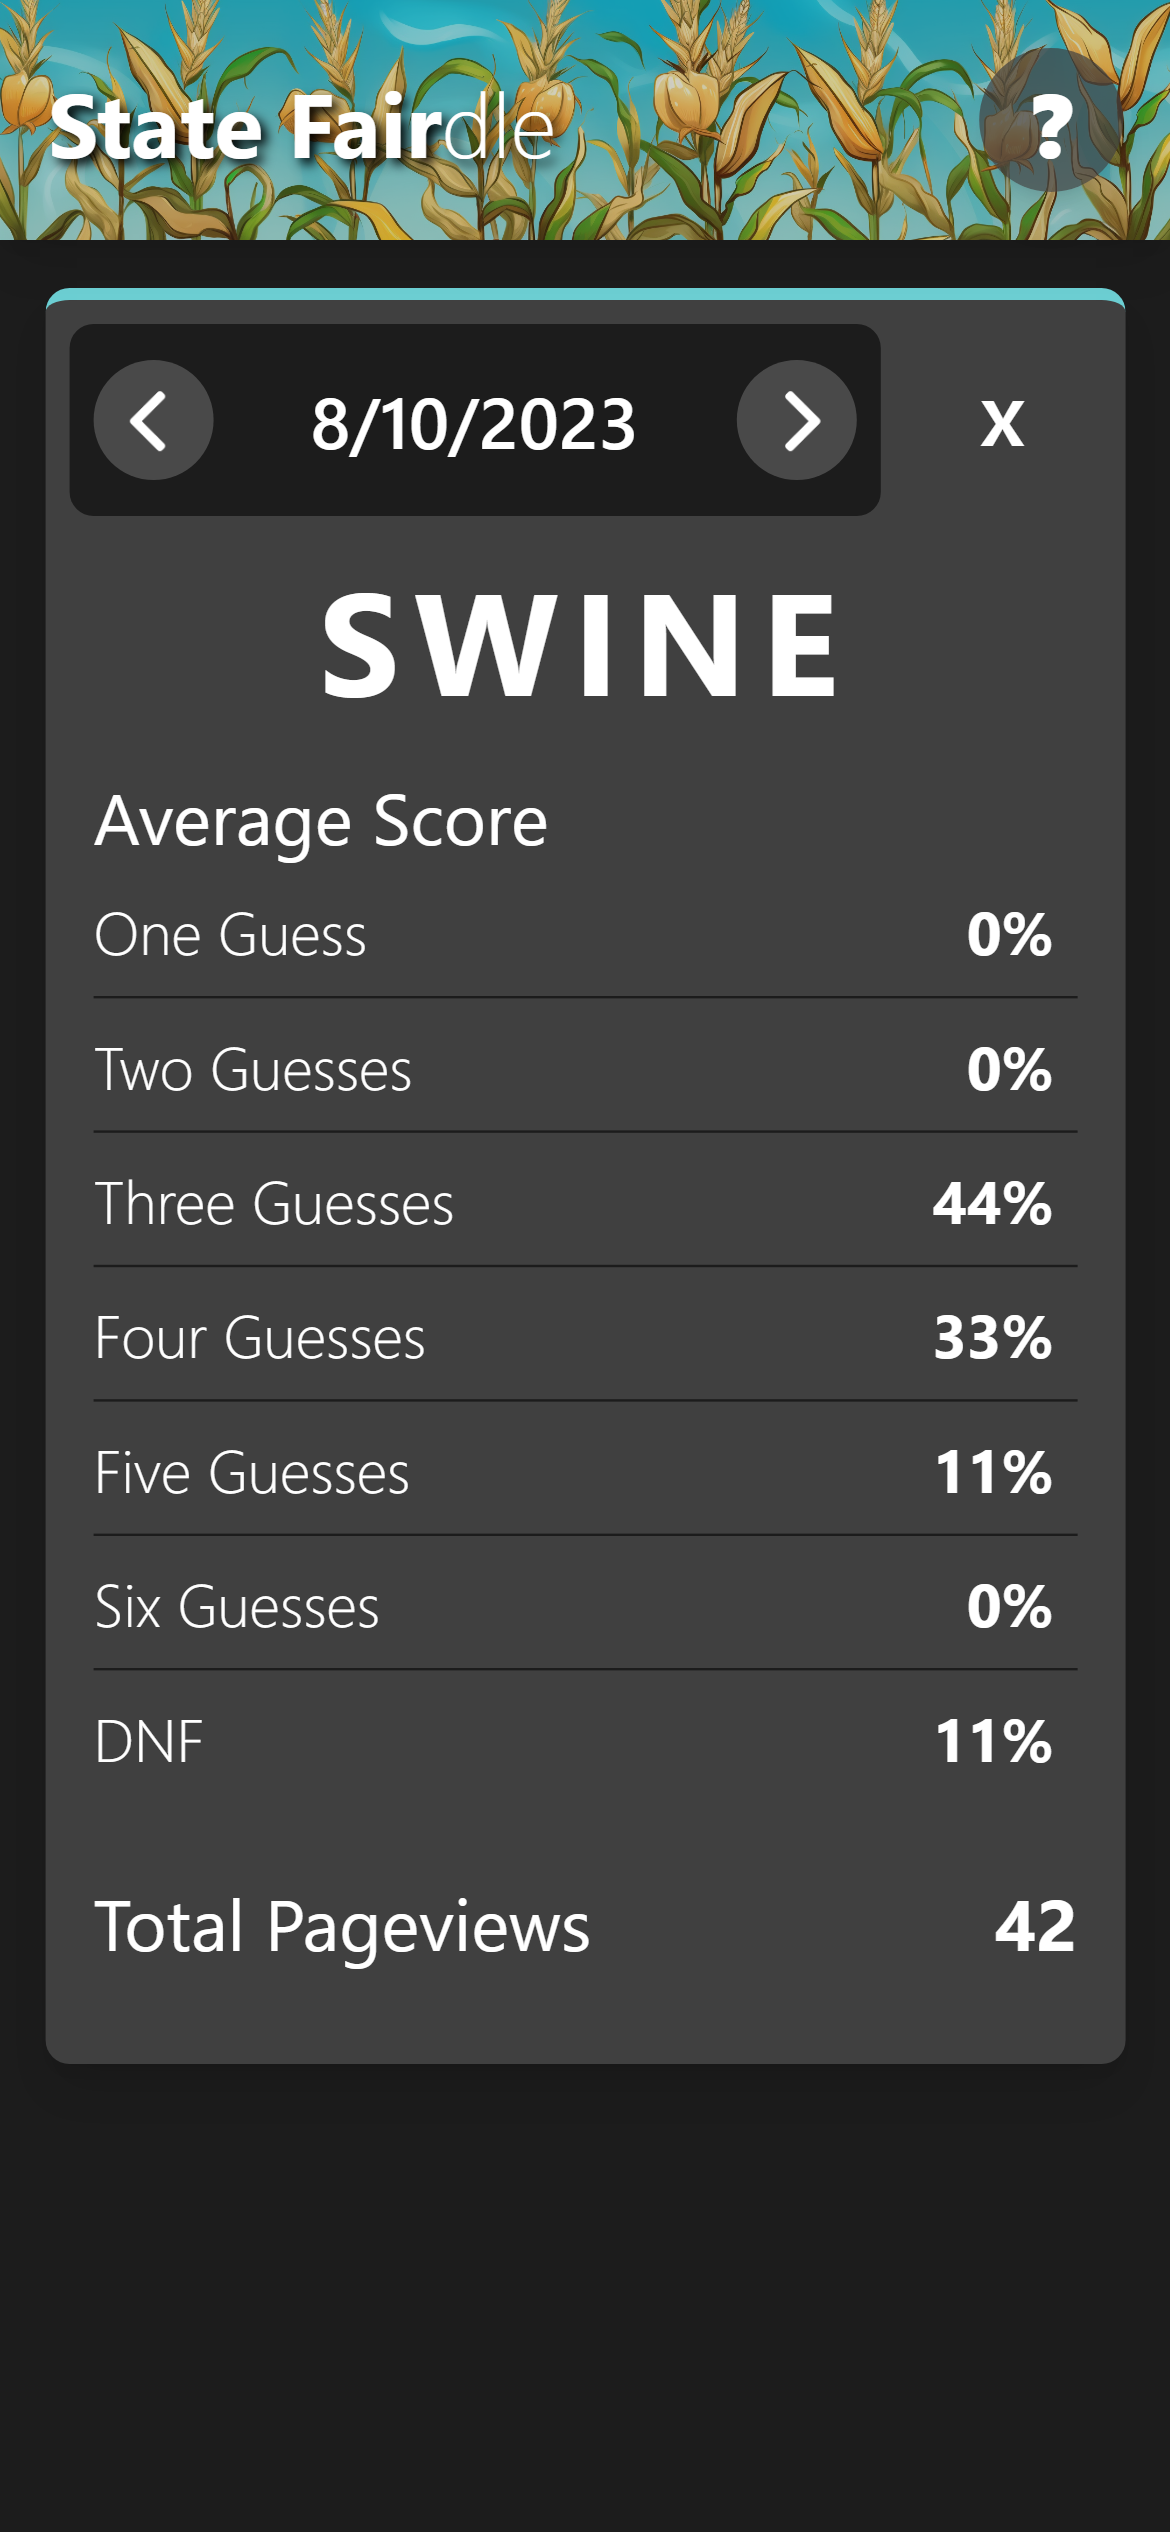 State Fairdle ?
8/10/2023 X
SWINE
Average Score
One Guess 0%
Two Guesses 0%
Three Guesses 44%
Four Guesses 33%
Five Guesses 11%
Six Guesses 0%
DNF 11%
Total Pageviews 42